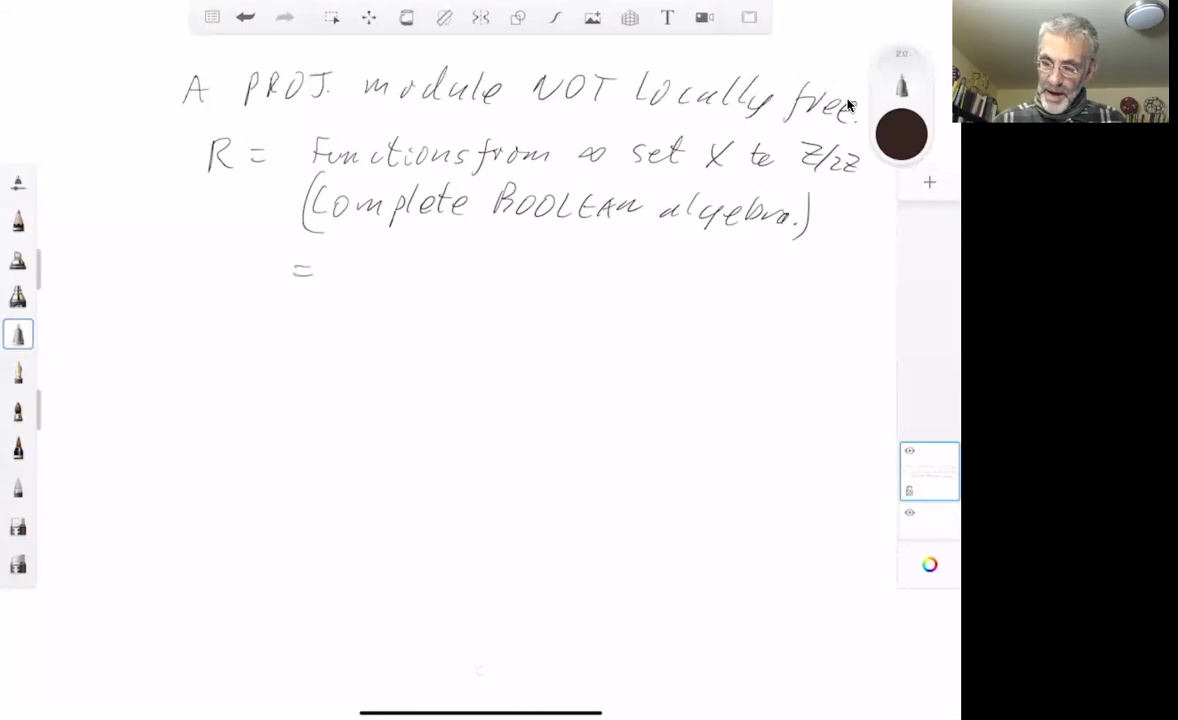 A PROJ. module NOT Locally free.
R = Functions from ∞ set X to Z/2Z
(Complete BOOLEAN algebra.)
=